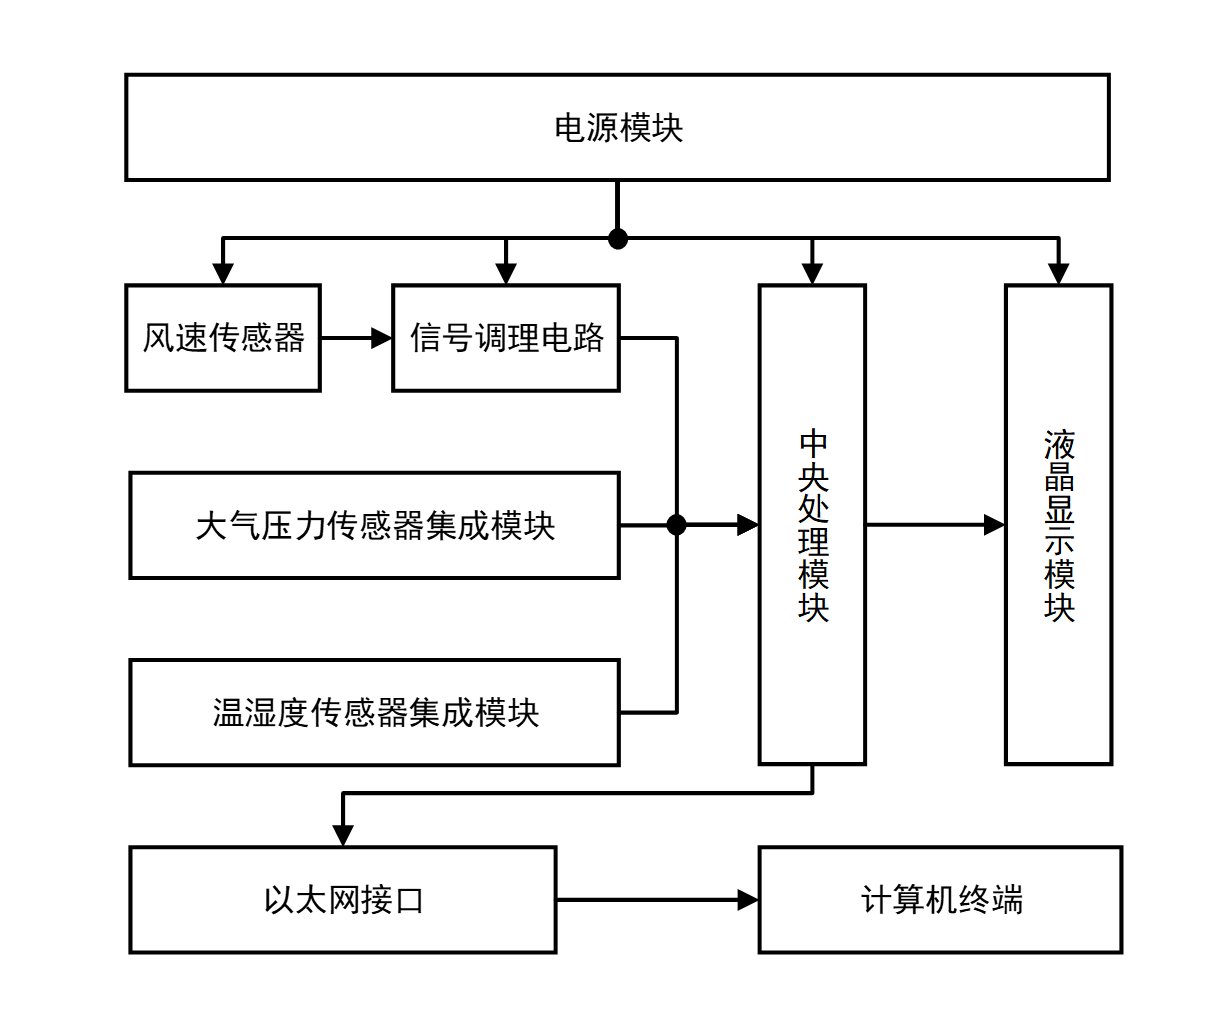 电源模块
风速传感器
信号调理电路
大气压力传感器集成模块
温湿度传感器集成模块
中央处理模块
液晶显示模块
以太网接口
计算机终端